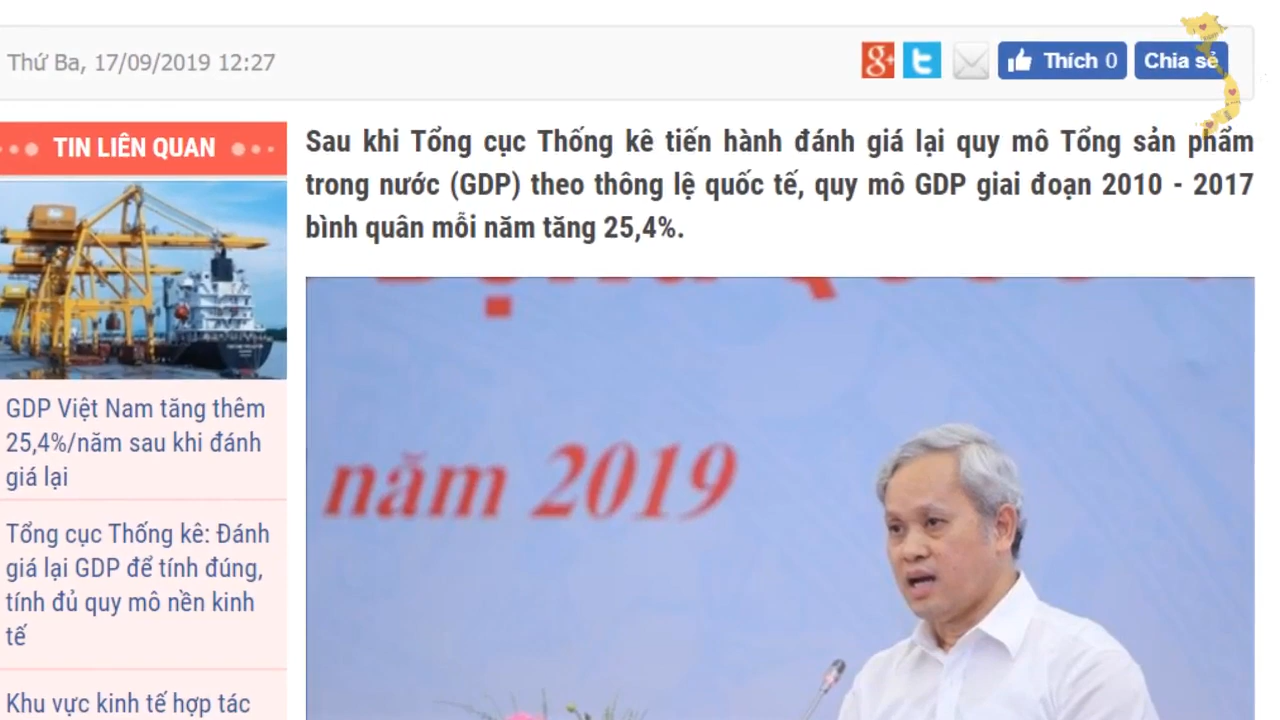 Thứ Ba, 17/09/2019 12:27
Thích 0
Chia sẻ
TIN LIÊN QUAN
GDP Việt Nam tăng thêm
25,4%/năm sau khi đánh
giá lại
Tổng cục Thống kê: Đánh
giá lại GDP để tính đúng,
tính đủ quy mô nền kinh
tế
Khu vực kinh tế hợp tác
Sau khi Tổng cục Thống kê tiến hành đánh giá lại quy mô Tổng sản phẩm
trong nước (GDP) theo thông lệ quốc tế, quy mô GDP giai đoạn 2010 - 2017
bình quân mỗi năm tăng 25,4%.
năm 2019